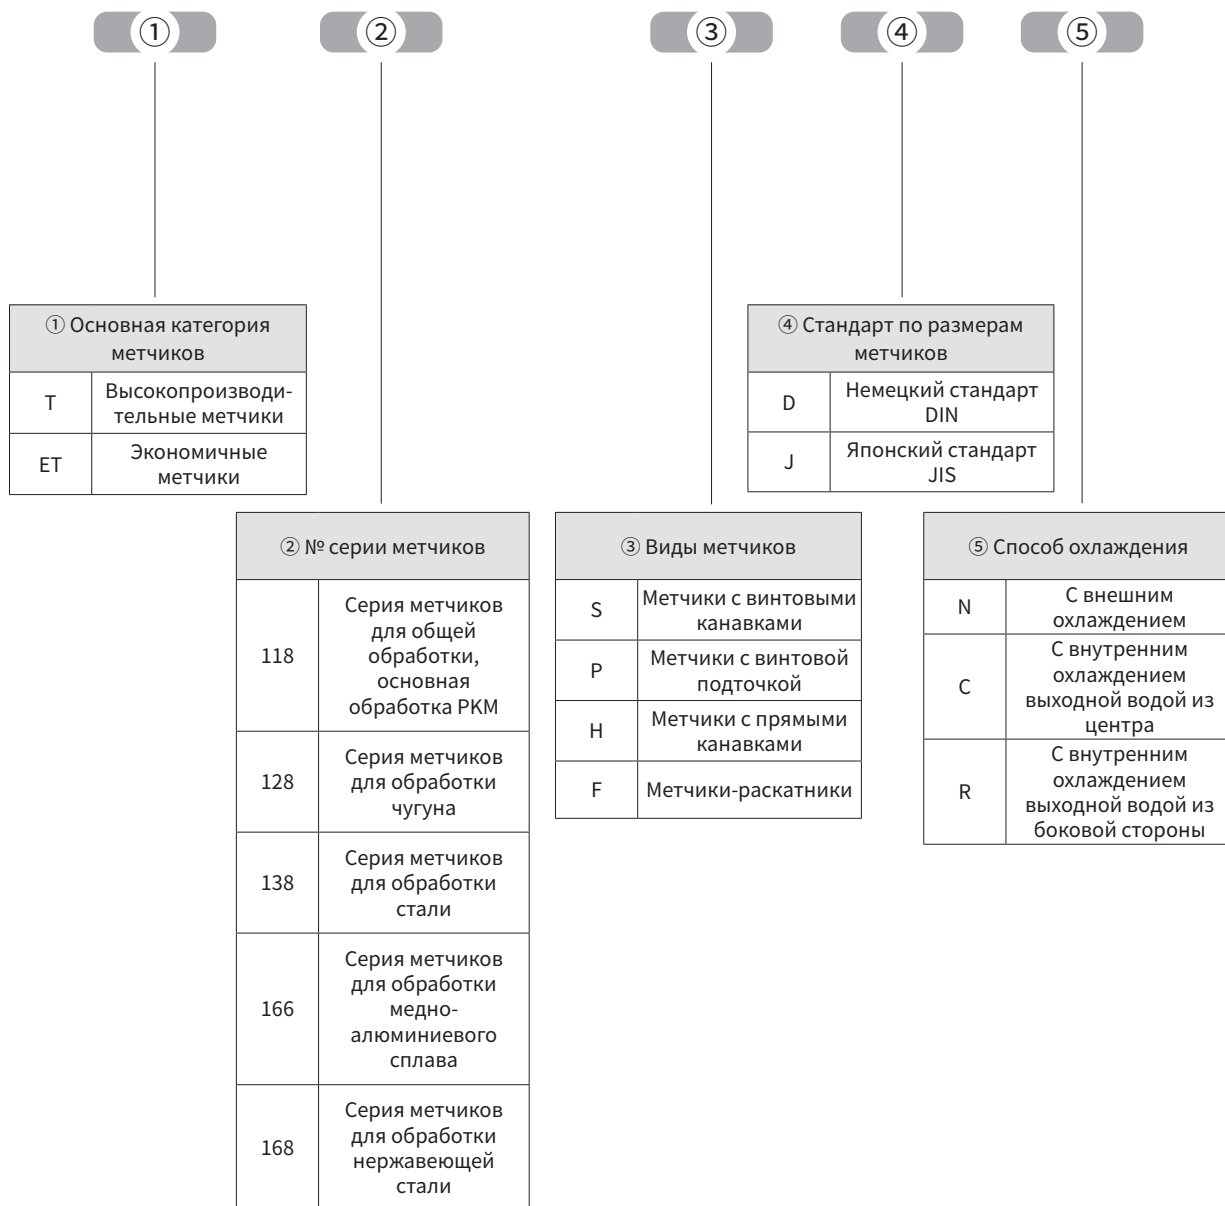 ① ② ③ ④ ⑤
① Основная категория
метчиков
T
Высокопроизводи-
тельные метчики
ET
Экономичные
метчики
④ Стандарт по размерам
метчиков
D
Немецкий стандарт
DIN
J
Японский стандарт
JIS
② № серии метчиков
118
Серия метчиков
для общей
обработки,
основная
обработка PKM
128
Серия метчиков
для обработки
чугуна
138
Серия метчиков
для обработки
стали
166
Серия метчиков
для обработки
медно-
алюминиевого
сплава
168
Серия метчиков
для обработки
нержавеющей
стали
③ Виды метчиков
S
Метчики с винтовыми
канавками
P
Метчики с винтовой
подточкой
H
Метчики с прямыми
канавками
F
Метчики-раскатники
⑤ Способ охлаждения
N
С внешним
охлаждением
C
С внутренним
охлаждением
выходной водой из
центра
R
С внутренним
охлаждением
выходной водой из
боковой стороны